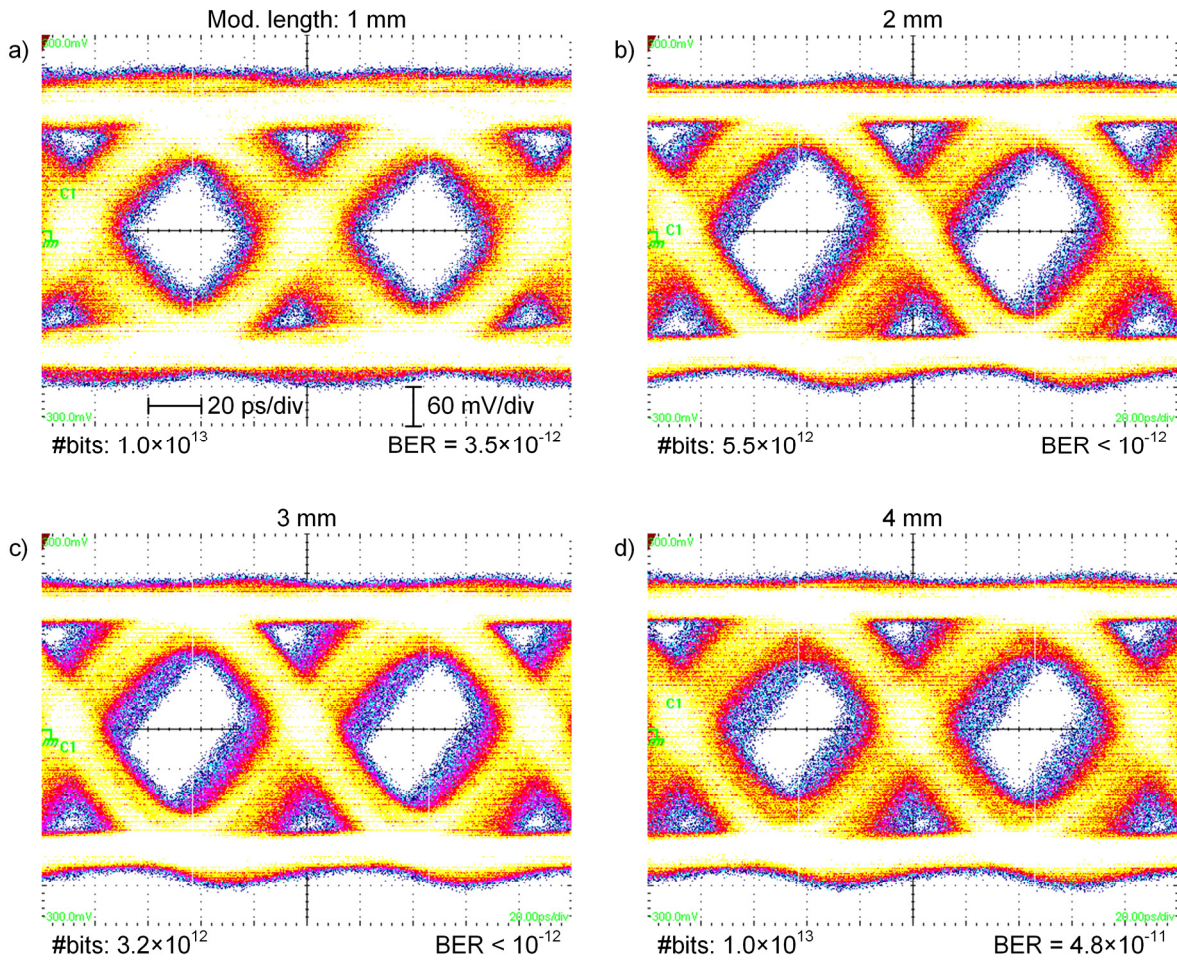 Mod. length: 1 mm
a)
300.0mV
C1
20 ps/div
60 mV/div
-300.0mV
#bits: 1.0×10¹³
BER = 3.5×10⁻¹²
2 mm
b)
300.0mV
C1
-300.0mV
20.00ps/div
#bits: 5.5×10¹²
BER < 10⁻¹²
3 mm
c)
300.0mV
C1
-300.0mV
20.00ps/div
#bits: 3.2×10¹²
BER < 10⁻¹²
4 mm
d)
300.0mV
C1
-300.0mV
20.00ps/div
#bits: 1.0×10¹³
BER = 4.8×10⁻¹¹